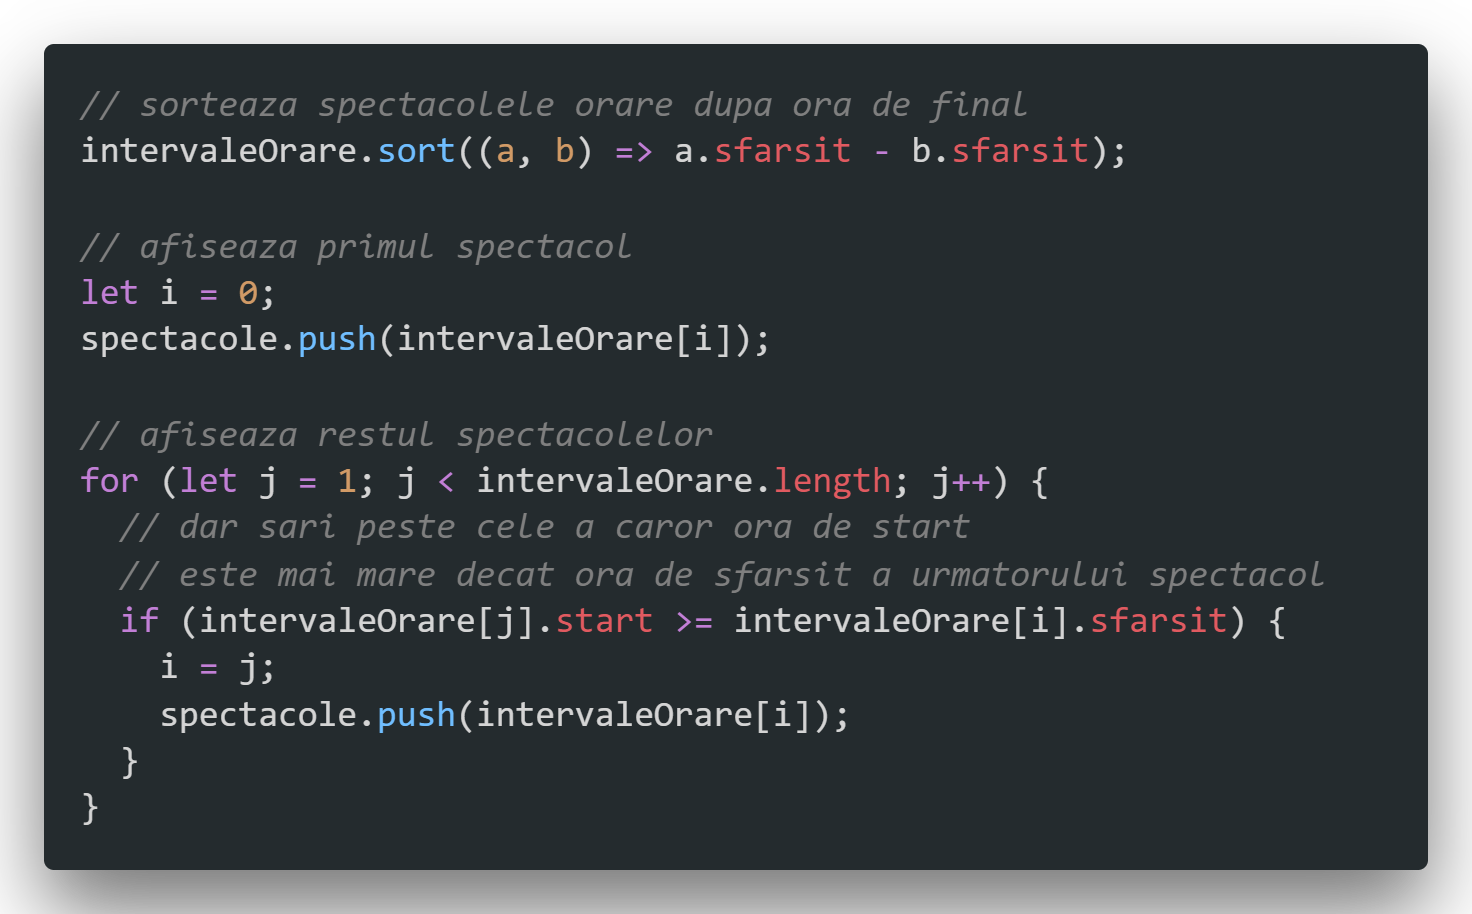 // sorteaza spectacolele orare dupa ora de final
intervaleOrare.sort((a, b) => a.sfarsit - b.sfarsit);

// afiseaza primul spectacol
let i = 0;
spectacole.push(intervaleOrare[i]);

// afiseaza restul spectacolelor
for (let j = 1; j < intervaleOrare.length; j++) {
  // dar sari peste cele a caror ora de start
  // este mai mare decat ora de sfarsit a urmatorului spectacol
  if (intervaleOrare[j].start >= intervaleOrare[i].sfarsit) {
    i = j;
    spectacole.push(intervaleOrare[i]);
  }
}